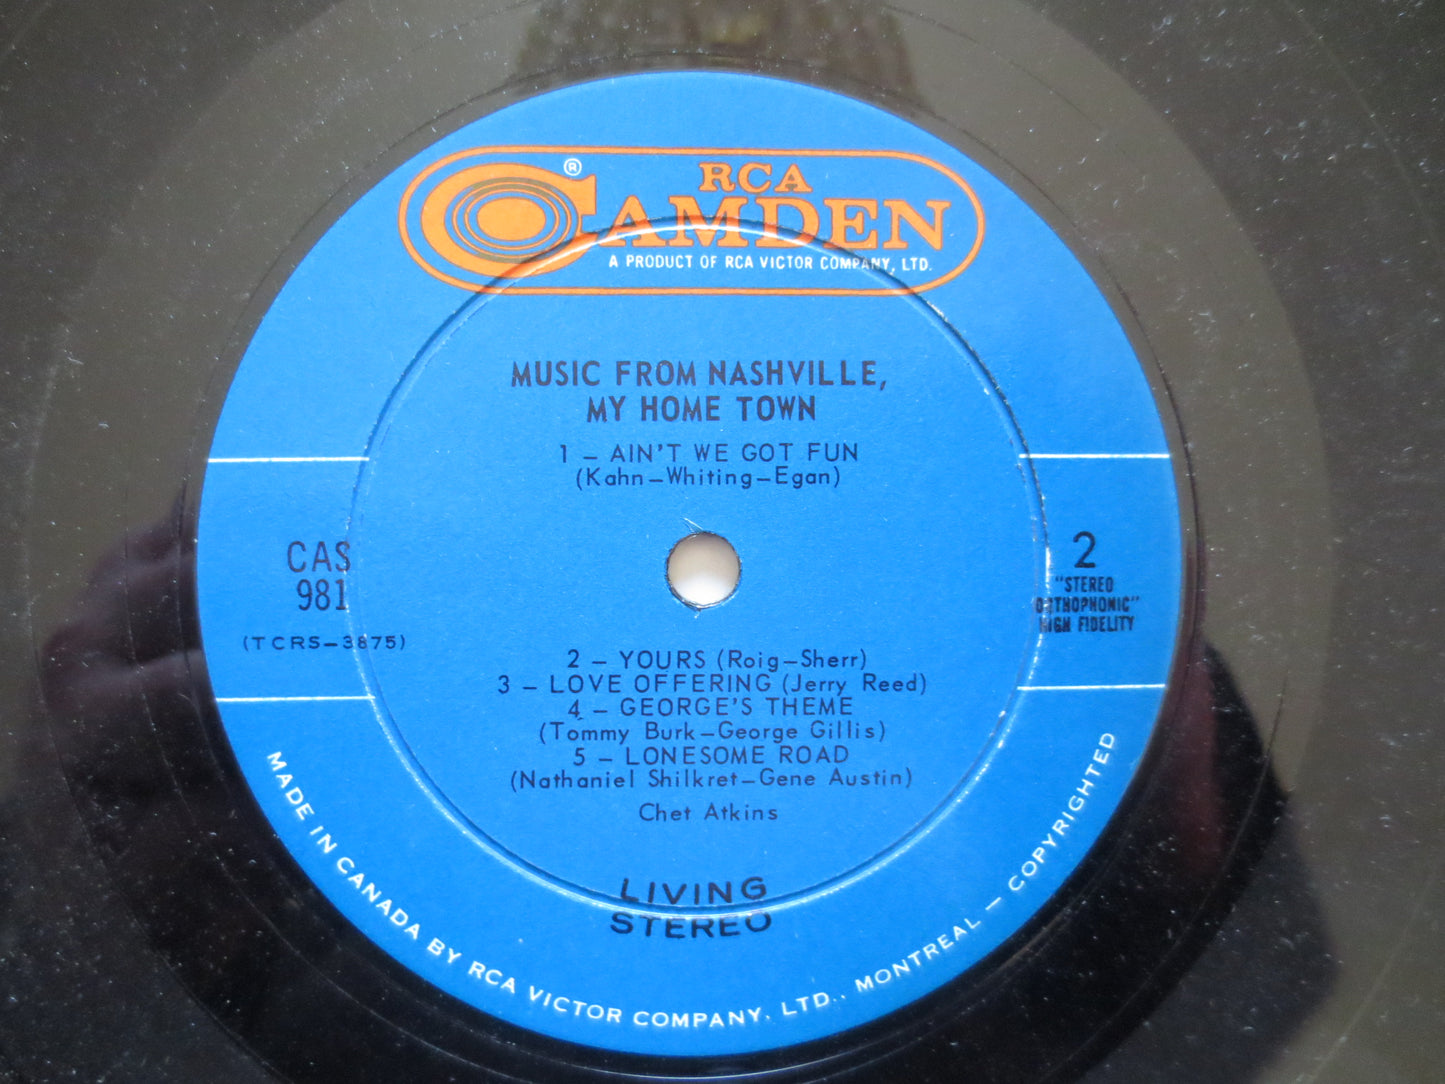 ®
RCA
CAMDEN
A PRODUCT OF RCA VICTOR COMPANY, LTD.
MUSIC FROM NASHVILLE,
MY HOME TOWN
1 – AIN'T WE GOT FUN
(Kahn–Whiting–Egan)
CAS
981
(TCRS–3875)
2
"STEREO
ORTHOPHONIC"
HIGH FIDELITY
2 – YOURS (Roig–Sherr)
3 – LOVE OFFERING (Jerry Reed)
4 – GEORGE'S THEME
(Tommy Burk–George Gillis)
5 – LONESOME ROAD
(Nathaniel Shilkret–Gene Austin)
Chet Atkins
LIVING
STEREO
MADE IN CANADA BY RCA VICTOR COMPANY, LTD., MONTREAL – COPYRIGHTED